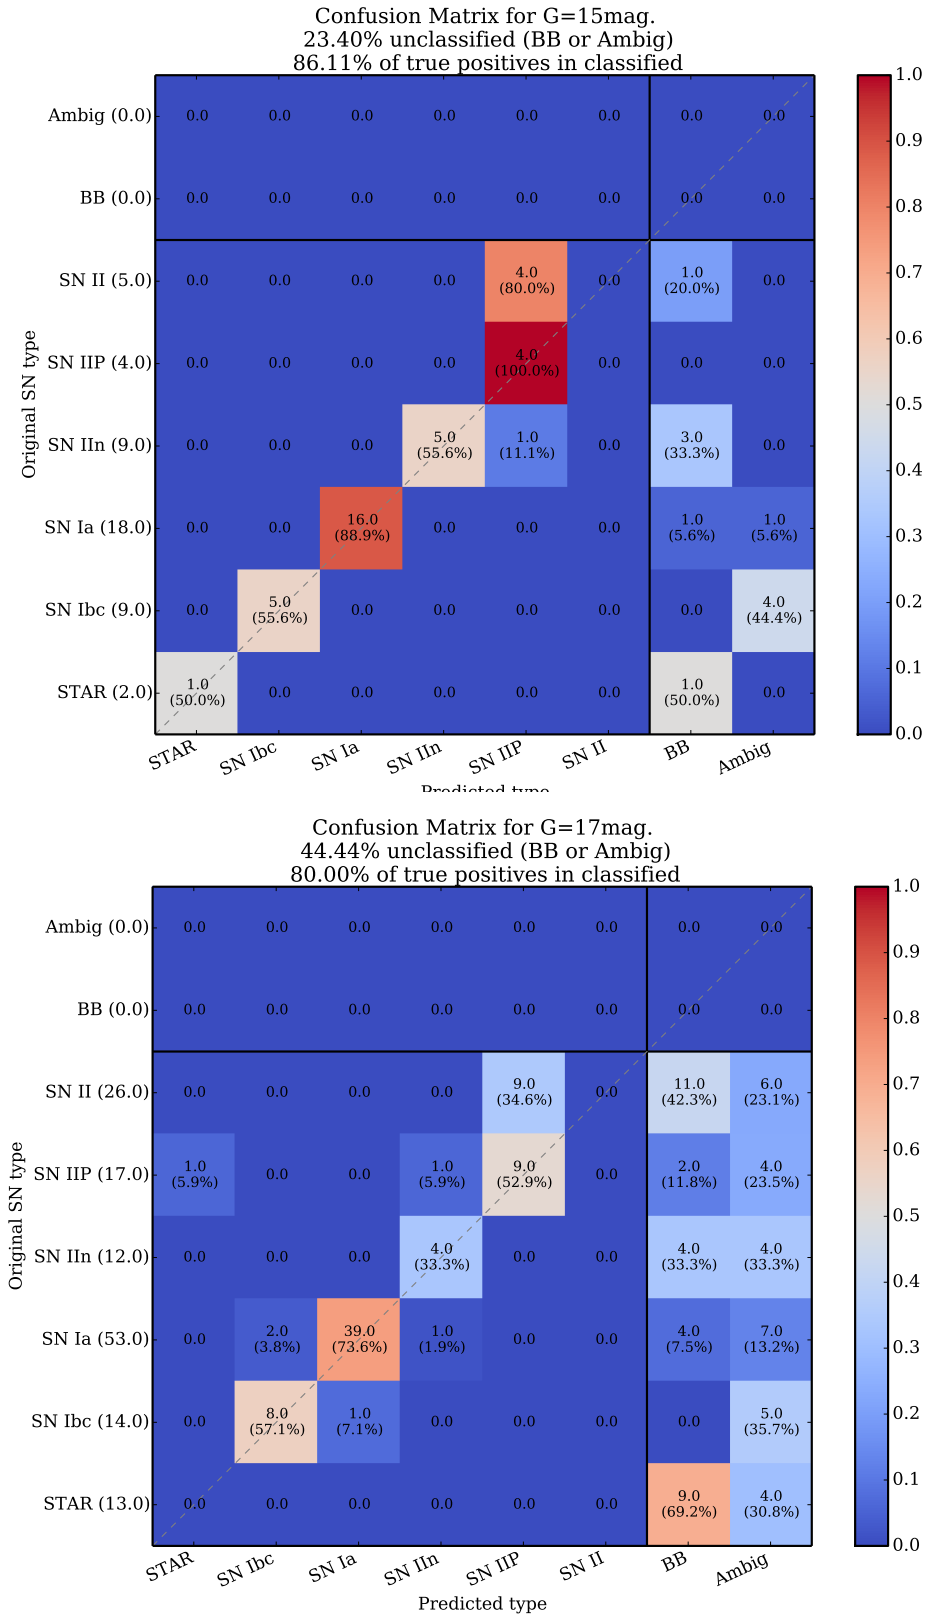 Confusion Matrix for G=15mag.
23.40% unclassified (BB or Ambig)
86.11% of true positives in classified
Ambig (0.0) 0.0 0.0 0.0 0.0 0.0 0.0 0.0 0.0
BB (0.0) 0.0 0.0 0.0 0.0 0.0 0.0 0.0 0.0
SN II (5.0) 0.0 0.0 0.0 0.0 4.0 (80.0%) 0.0 1.0 (20.0%) 0.0
SN IIP (4.0) 0.0 0.0 0.0 0.0 4.0 (100.0%) 0.0 0.0 0.0
SN IIn (9.0) 0.0 0.0 0.0 5.0 (55.6%) 1.0 (11.1%) 0.0 3.0 (33.3%) 0.0
SN Ia (18.0) 0.0 0.0 16.0 (88.9%) 0.0 0.0 0.0 1.0 (5.6%) 1.0 (5.6%)
SN Ibc (9.0) 0.0 5.0 (55.6%) 0.0 0.0 0.0 0.0 0.0 4.0 (44.4%)
STAR (2.0) 1.0 (50.0%) 0.0 0.0 0.0 0.0 0.0 1.0 (50.0%) 0.0
STAR SN Ibc SN Ia SN IIn SN IIP SN II BB Ambig
Predicted type
Original SN type
1.0
0.9
0.8
0.7
0.6
0.5
0.4
0.3
0.2
0.1
0.0
Confusion Matrix for G=17mag.
44.44% unclassified (BB or Ambig)
80.00% of true positives in classified
Ambig (0.0) 0.0 0.0 0.0 0.0 0.0 0.0 0.0 0.0
BB (0.0) 0.0 0.0 0.0 0.0 0.0 0.0 0.0 0.0
SN II (26.0) 0.0 0.0 0.0 0.0 9.0 (34.6%) 0.0 11.0 (42.3%) 6.0 (23.1%)
SN IIP (17.0) 1.0 (5.9%) 0.0 0.0 1.0 (5.9%) 9.0 (52.9%) 0.0 2.0 (11.8%) 4.0 (23.5%)
SN IIn (12.0) 0.0 0.0 0.0 4.0 (33.3%) 0.0 0.0 4.0 (33.3%) 4.0 (33.3%)
SN Ia (53.0) 0.0 2.0 (3.8%) 39.0 (73.6%) 1.0 (1.9%) 0.0 0.0 4.0 (7.5%) 7.0 (13.2%)
SN Ibc (14.0) 0.0 8.0 (57.1%) 1.0 (7.1%) 0.0 0.0 0.0 0.0 5.0 (35.7%)
STAR (13.0) 0.0 0.0 0.0 0.0 0.0 0.0 9.0 (69.2%) 4.0 (30.8%)
STAR SN Ibc SN Ia SN IIn SN IIP SN II BB Ambig
Predicted type
Original SN type
1.0
0.9
0.8
0.7
0.6
0.5
0.4
0.3
0.2
0.1
0.0